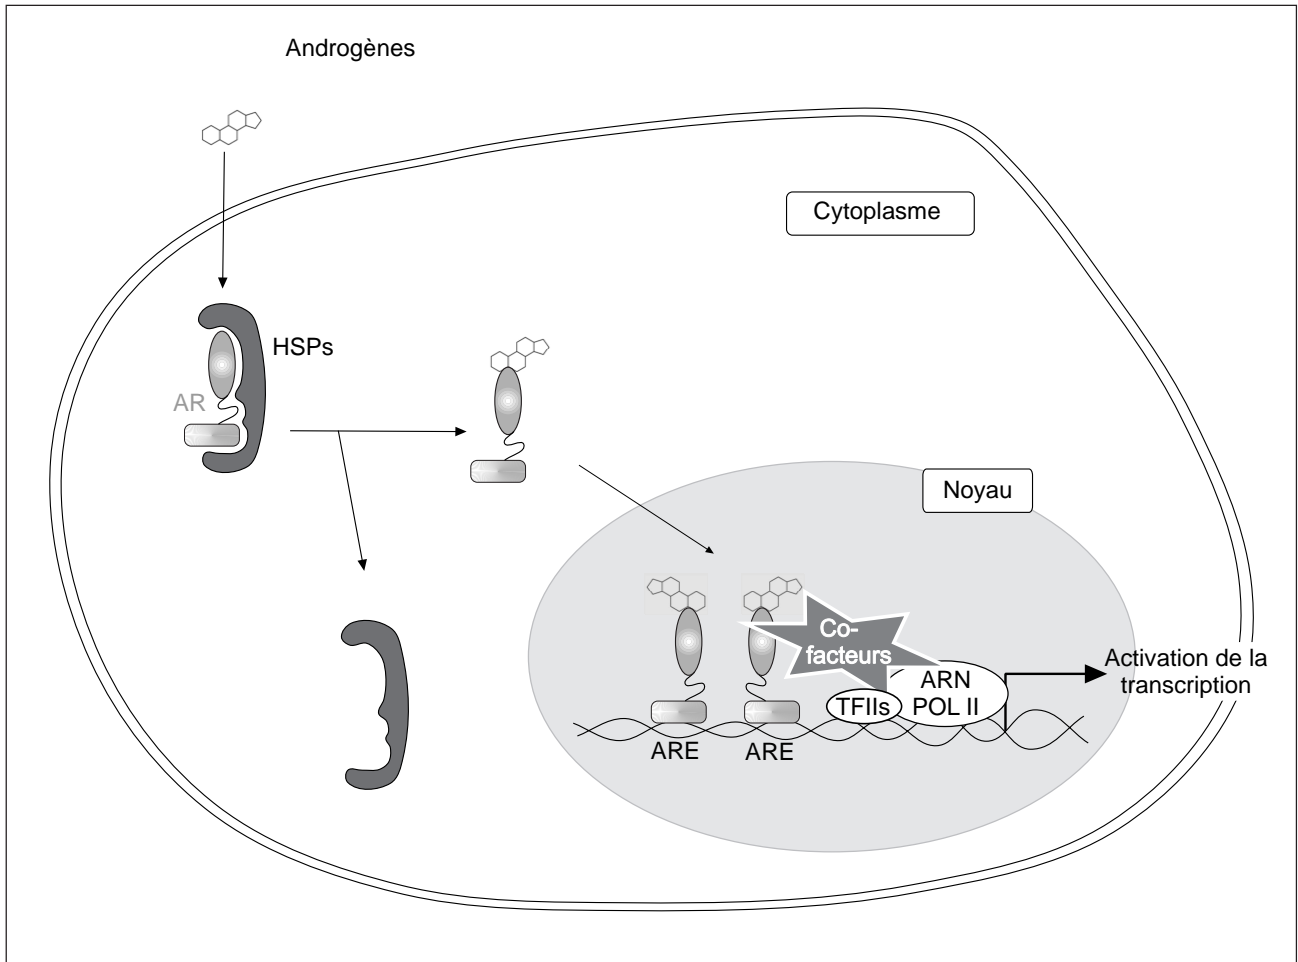 Androgènes
Cytoplasme
HSPs
AR
Noyau
Co-
facteurs
Activation de la
transcription
ARN
POL II
TFIIs
ARE
ARE